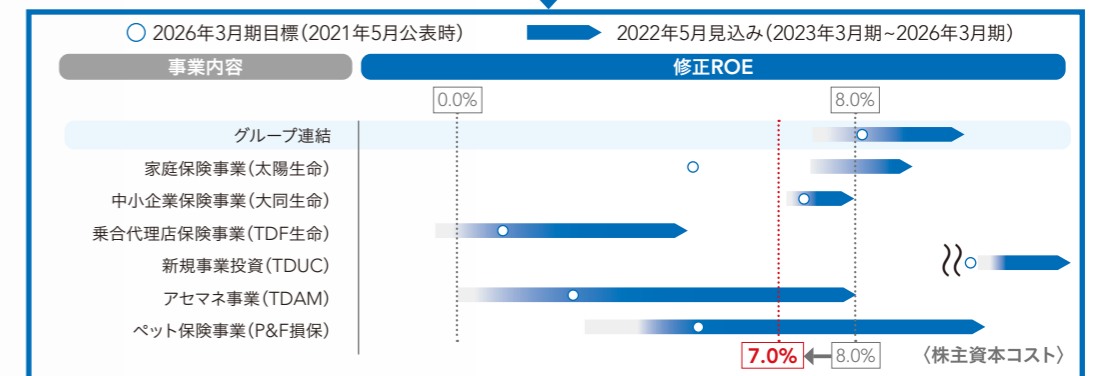 2026年3月期目標(2021年5月公表時) 2022年5月見込み(2023年3月期~2026年3月期)
事業内容 修正ROE
0.0% 8.0%
グループ連結
家庭保険事業(太陽生命)
中小企業保険事業(大同生命)
乗合代理店保険事業(TDF生命)
新規事業投資(TDUC)
アセマネ事業(TDAM)
ペット保険事業(P&F損保)
7.0% 8.0% 〈株主資本コスト〉